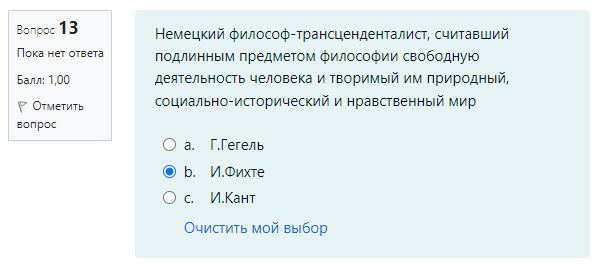 Вопрос 13
Пока нет ответа
Балл: 1,00
Отметить
вопрос
Немецкий философ-трансценденталист, считавший
подлинным предметом философии свободную
деятельность человека и творимый им природный,
социально-исторический и нравственный мир
a. Г.Гегель
b. И.Фихте
c. И.Кант
Очистить мой выбор